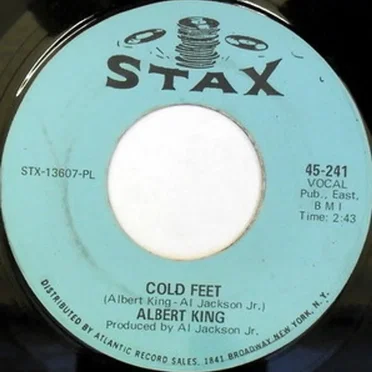 STAX
STX-13607-PL
45-241
VOCAL
Pub., East,
BMI
Time: 2:43
COLD FEET
(Albert King-Al Jackson Jr.)
ALBERT KING
Produced by Al Jackson Jr.
DISTRIBUTED BY ATLANTIC RECORD SALES, 1841 BROADWAY, NEW YORK, N. Y.